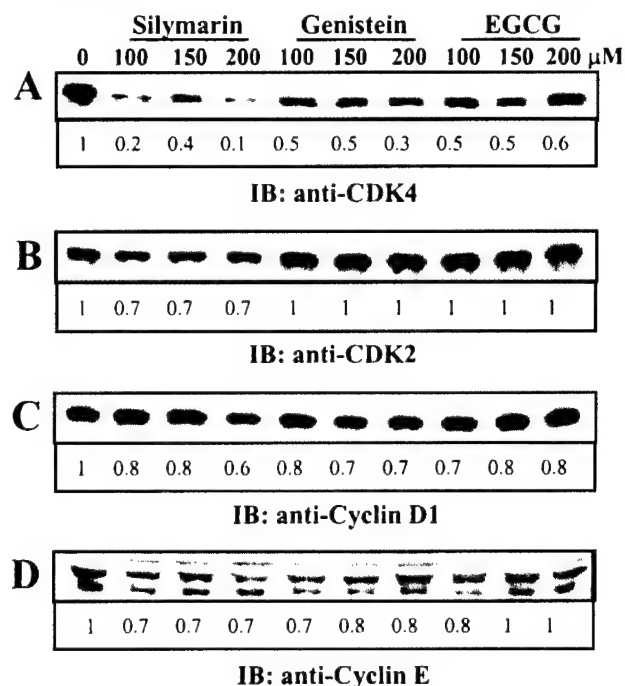 Silymarin Genistein EGCG
0 100 150 200 100 150 200 100 150 200 μM
A
1 0.2 0.4 0.1 0.5 0.5 0.3 0.5 0.5 0.6
IB: anti-CDK4
B
1 0.7 0.7 0.7 1 1 1 1 1 1
IB: anti-CDK2
C
1 0.8 0.8 0.6 0.8 0.7 0.7 0.7 0.8 0.8
IB: anti-Cyclin D1
D
1 0.7 0.7 0.7 0.7 0.8 0.8 0.8 1 1
IB: anti-Cyclin E